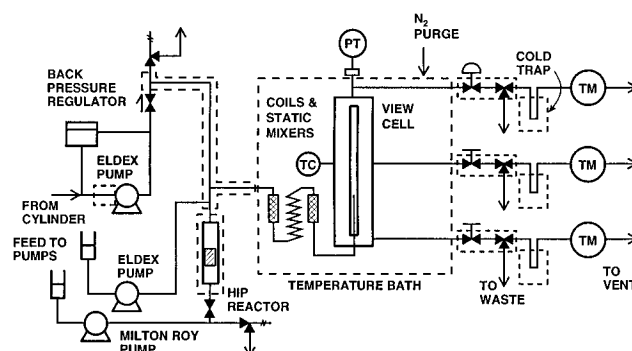 N₂
PURGE
PT
COLD
TRAP
TM
BACK
PRESSURE
REGULATOR
COILS &
STATIC
MIXERS
VIEW
CELL
TC
TM
ELDEX
PUMP
FROM
CYLINDER
FEED TO
PUMPS
ELDEX
PUMP
TM
HIP
REACTOR
TEMPERATURE BATH
TO
WASTE
TO
VENT
MILTON ROY
PUMP